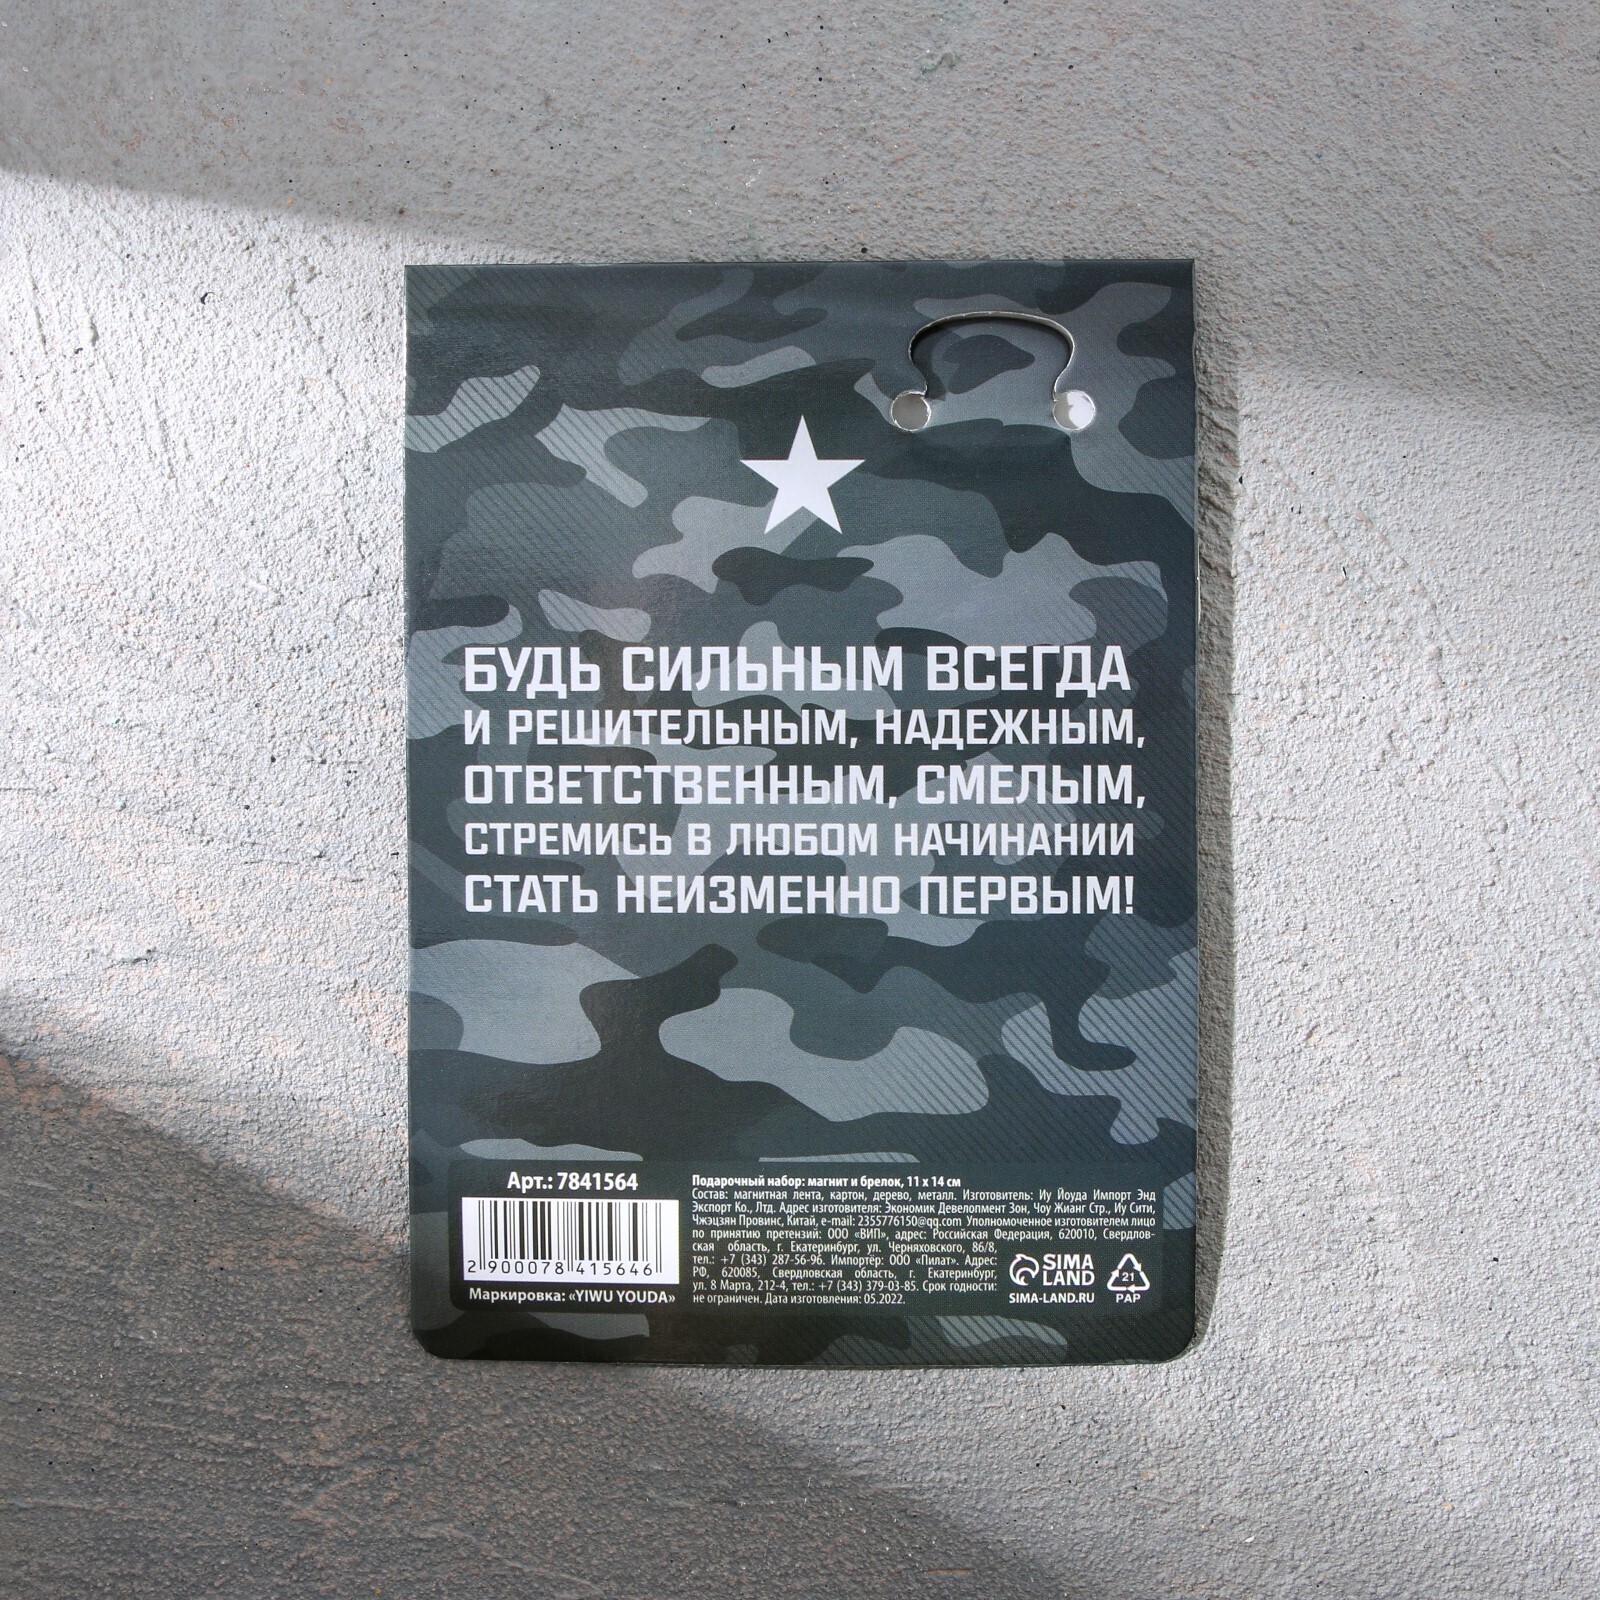 БУДЬ СИЛЬНЫМ ВСЕГДА
И РЕШИТЕЛЬНЫМ, НАДЕЖНЫМ,
ОТВЕТСТВЕННЫМ, СМЕЛЫМ,
СТРЕМИСЬ В ЛЮБОМ НАЧИНАНИИ
СТАТЬ НЕИЗМЕННО ПЕРВЫМ!
Арт.: 7841564
2 900078 415646
Маркировка: «YIWU YOUDA»
Подарочный набор: магнит и брелок, 11 х 14 см
Состав: магнитная лента, картон, дерево, металл. Изготовитель: Иу Йоуда Импорт Энд
Экспорт Ко., Лтд. Адрес изготовителя: Экономик Девелопмент Зон, Чоу Жианг Стр., Иу Сити,
Чжэцзян Провинс, Китай, e-mail: 2355776150@qq.com Уполномоченное изготовителем лицо
по принятию претензий: ООО «ВИП», адрес: Российская Федерация, 620010, Свердлов-
ская область, г. Екатеринбург, ул. Черняховского, 86/8,
тел.: +7 (343) 287-56-96. Импортёр: ООО «Пилат». Адрес:
РФ, 620085, Свердловская область, г. Екатеринбург,
ул. 8 Марта, 212-4, тел.: +7 (343) 379-03-85. Срок годности:
не ограничен. Дата изготовления: 05.2022.
SIMA
LAND
SIMA-LAND.RU
21
PAP